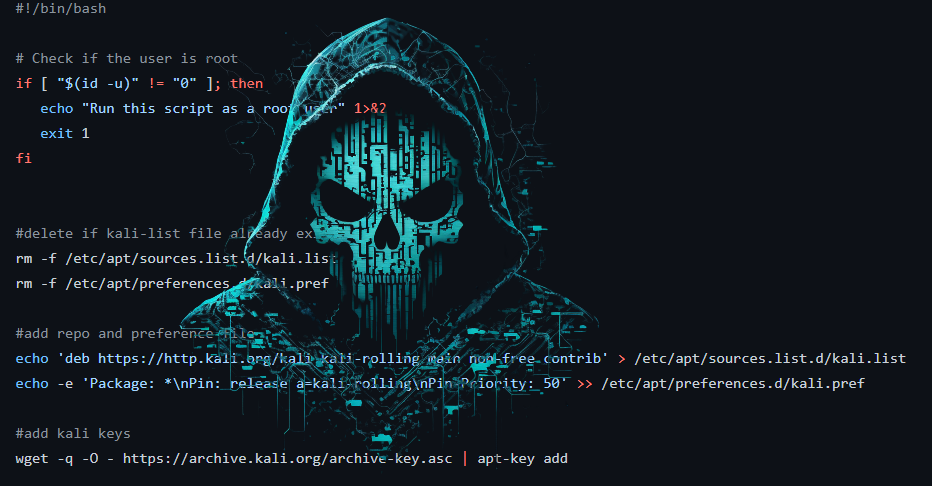 #!/bin/bash
# Check if the user is root
if [ "$(id -u)" != "0" ]; then
echo "Run this script as a root user" 1>&2
exit 1
fi
#delete if kali-list file already
rm -f /etc/apt/sources.list.d/kali.list
rm -f /etc/apt/preferences.d/kali.pref
#add repo and preference file
echo 'deb https://http.kali.org/kali kali-rolling main non-free contrib' > /etc/apt/sources.list.d/kali.list
echo -e 'Package: *\nPin: release a=kali-rolling\nPin-Priority: 50' >> /etc/apt/preferences.d/kali.pref
#add kali keys
wget -q -O - https://archive.kali.org/archive-key.asc | apt-key add